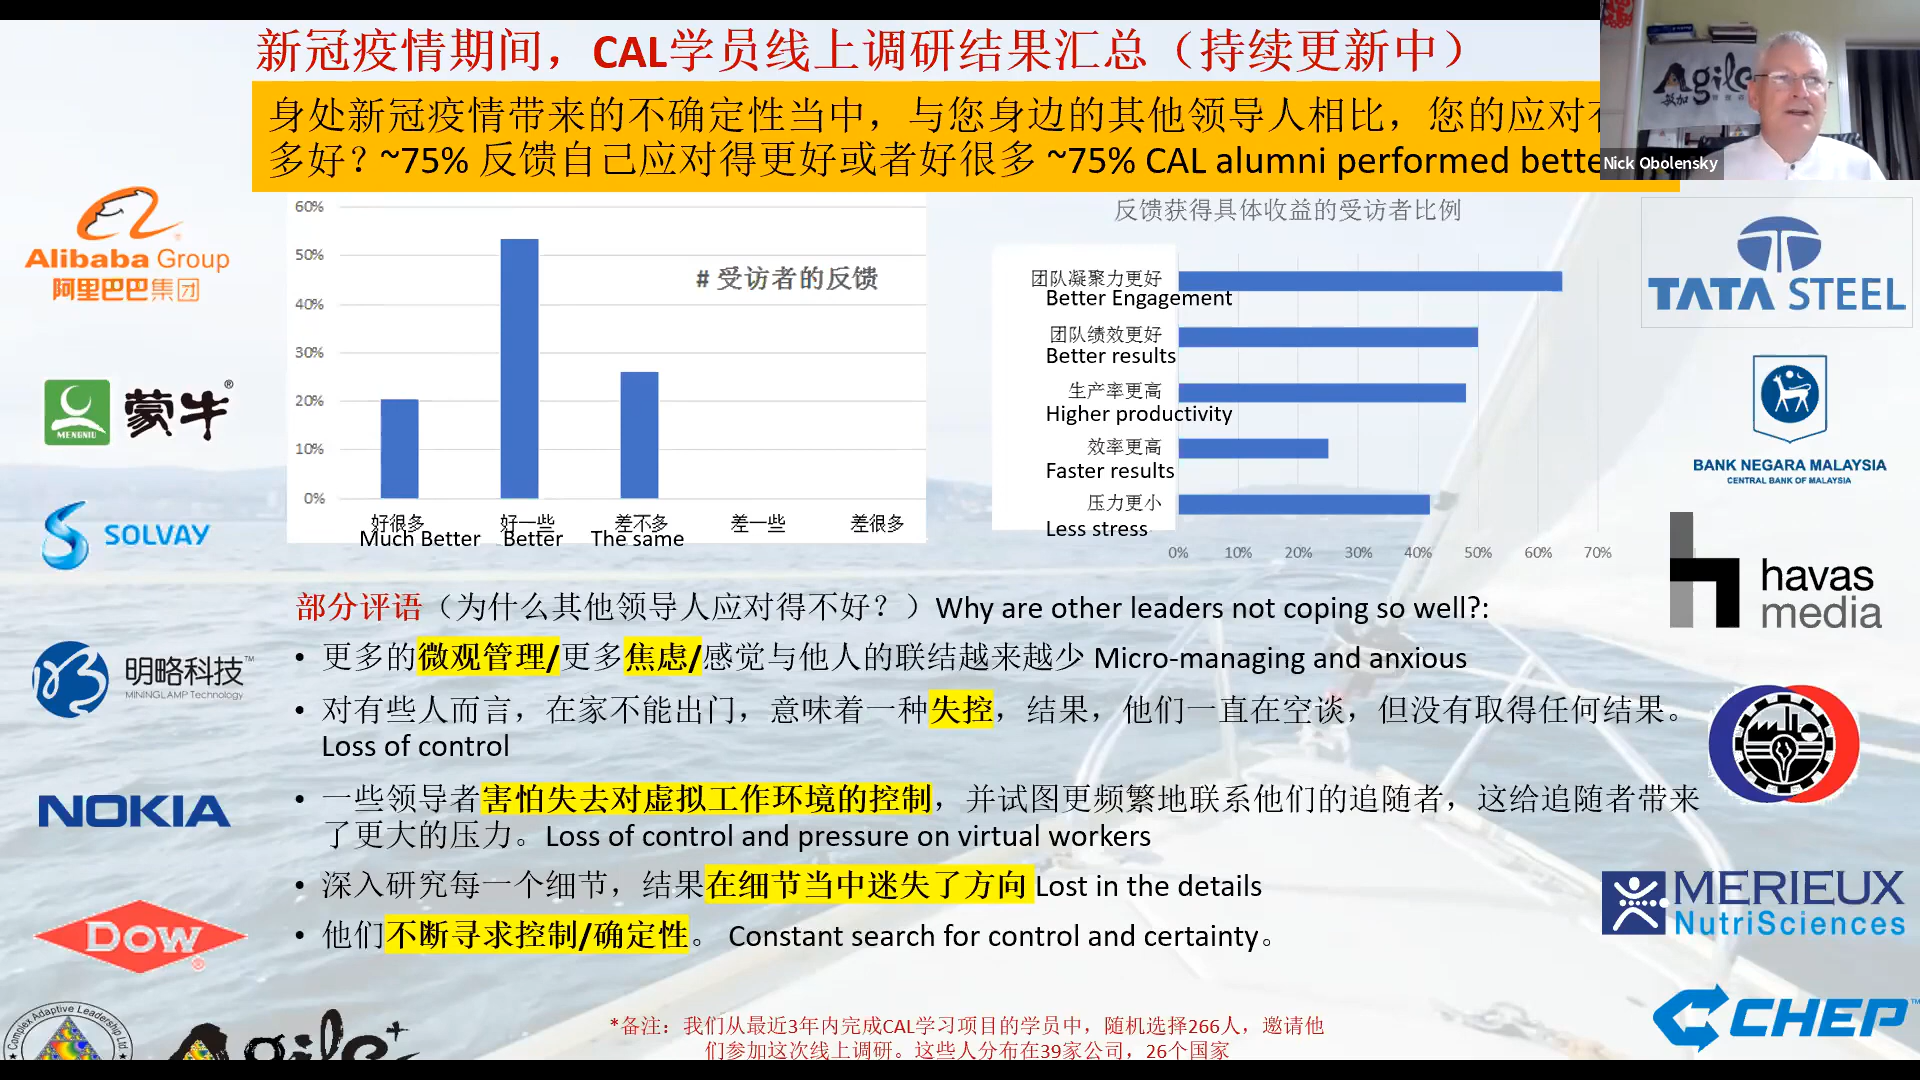 新冠疫情期间，CAL学员线上调研结果汇总（持续更新中）
身处新冠疫情带来的不确定性当中，与您身边的其他领导人相比，您的应对有
多好？~75% 反馈自己应对得更好或者好很多 ~75% CAL alumni performed bette
Agile
敏加
Nick Obolensky
Alibaba Group
阿里巴巴集团
MENGNIU
蒙牛®
SOLVAY
明略科技™
MININGLAMP Technology
NOKIA
DOW®
Complex Adaptive Leadership Ltd
Agile+
# 受访者的反馈
60%
50%
40%
30%
20%
10%
0%
好很多 好一些 差不多 差一些 差很多
Much Better Better The same
反馈获得具体收益的受访者比例
团队凝聚力更好
Better Engagement
团队绩效更好
Better results
生产率更高
Higher productivity
效率更高
Faster results
压力更小
Less stress
0% 10% 20% 30% 40% 50% 60% 70%
部分评语（为什么其他领导人应对得不好？）Why are other leaders not coping so well?:
• 更多的微观管理/更多焦虑/感觉与他人的联结越来越少 Micro-managing and anxious
• 对有些人而言，在家不能出门，意味着一种失控，结果，他们一直在空谈，但没有取得任何结果。
Loss of control
• 一些领导者害怕失去对虚拟工作环境的控制，并试图更频繁地联系他们的追随者，这给追随者带来
了更大的压力。Loss of control and pressure on virtual workers
• 深入研究每一个细节，结果在细节当中迷失了方向 Lost in the details
• 他们不断寻求控制/确定性。 Constant search for control and certainty。
*备注：我们从最近3年内完成CAL学习项目的学员中，随机选择266人，邀请他
们参加这次线上调研。这些人分布在39家公司，26个国家
TATA STEEL
BANK NEGARA MALAYSIA
CENTRAL BANK OF MALAYSIA
havas
media
MERIEUX
NutriSciences
CHEP™